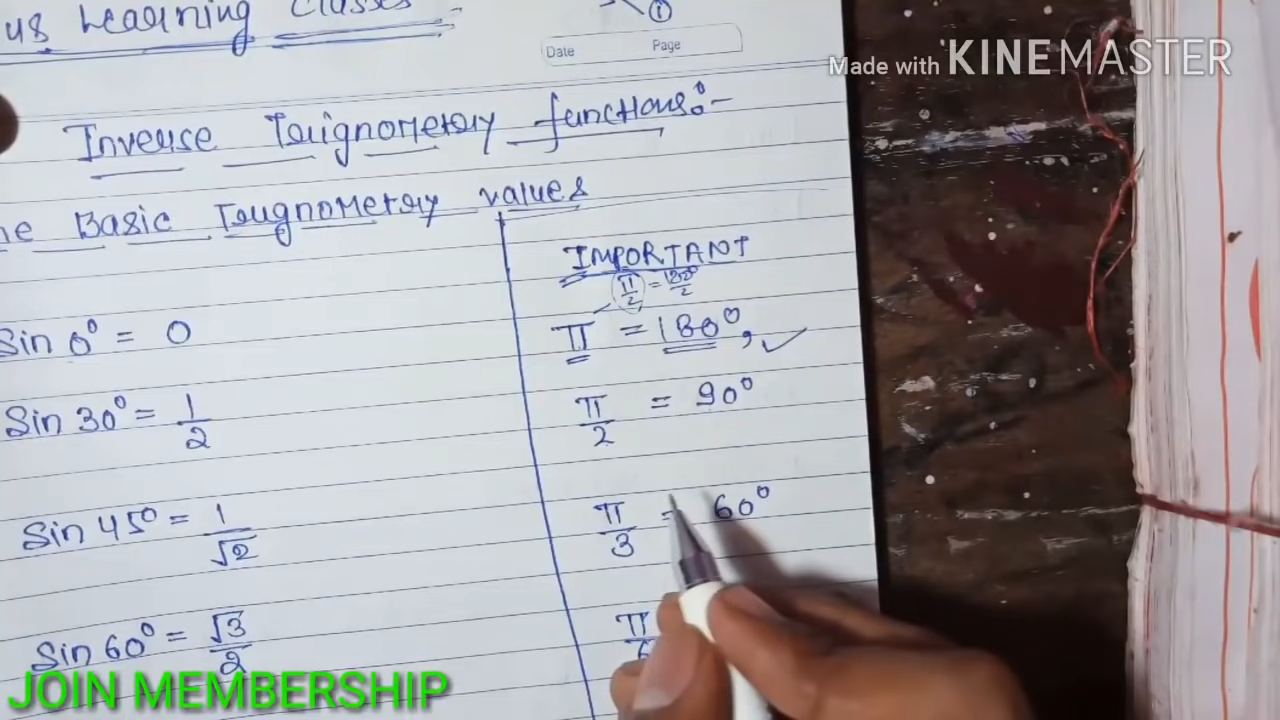 us Learning Classes
①
Date Page
Made with KINEMASTER
Inverse Trignometry functions:-
Basic Trignometry values
IMPORTANT
π/2 = 180°/2
Sin 0° = 0
π = 180°,
Sin 30° = 1/2
π/2 = 90°
Sin 45° = 1/√2
π/3 = 60°
Sin 60° = √3/2
π/6
JOIN MEMBERSHIP